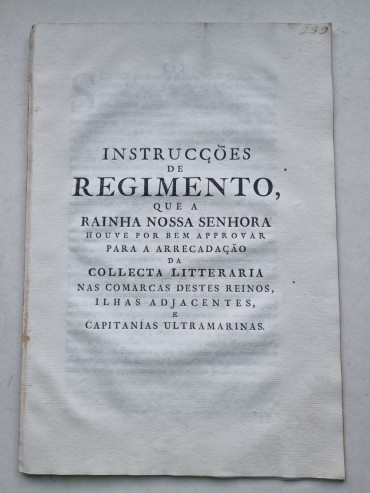 239
INSTRUCÇÕES
DE
REGIMENTO,
QUE A
RAINHA NOSSA SENHORA
HOUVE POR BEM APPROVAR
PARA A ARRECADAÇÃO
DA
COLLECTA LITTERARIA
NAS COMARCAS DESTES REINOS,
ILHAS ADJACENTES,
E
CAPITANÍAS ULTRAMARINAS.